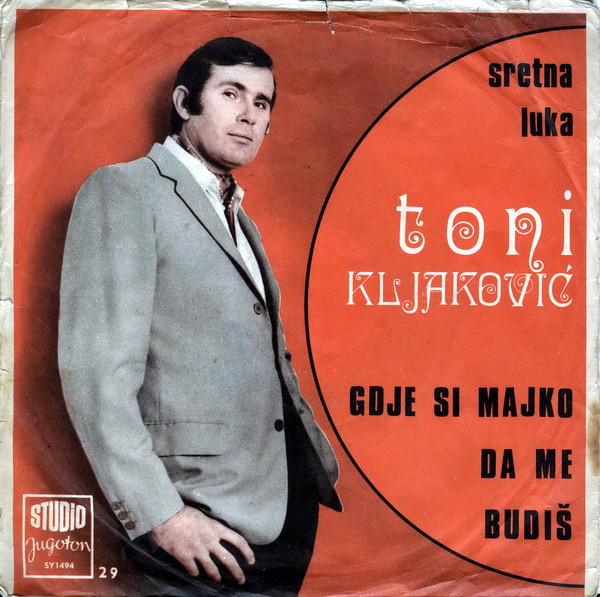 sretna
luka
toni
KLJAKOVIĆ
GDJE SI MAJKO
DA ME
BUDIŠ
STUDIO
Jugoton
SY1494
29